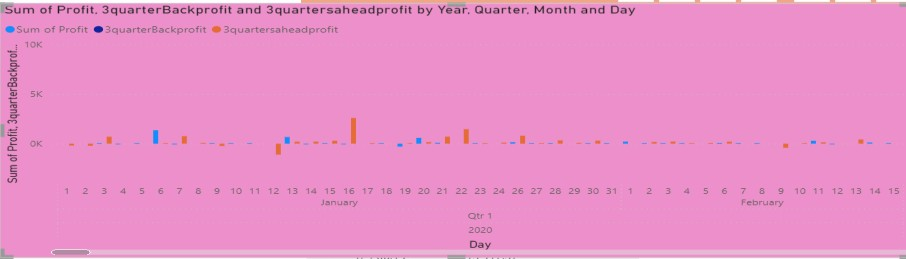 Sum of Profit, 3quarterBackprofit and 3quartersaheadprofit by Year, Quarter, Month and Day
Sum of Profit 3quarterBackprofit 3quartersaheadprofit
Sum of Profit, 3quarterBackprof...
10K
5K
0K
1 2 3 4 5 6 7 8 9 10 11 12 13 14 15 16 17 18 19 20 21 22 23 24 25 26 27 28 29 30 31 1 2 3 4 5 6 7 8 9 10 11 12 13 14 15
January February
Qtr 1
2020
Day